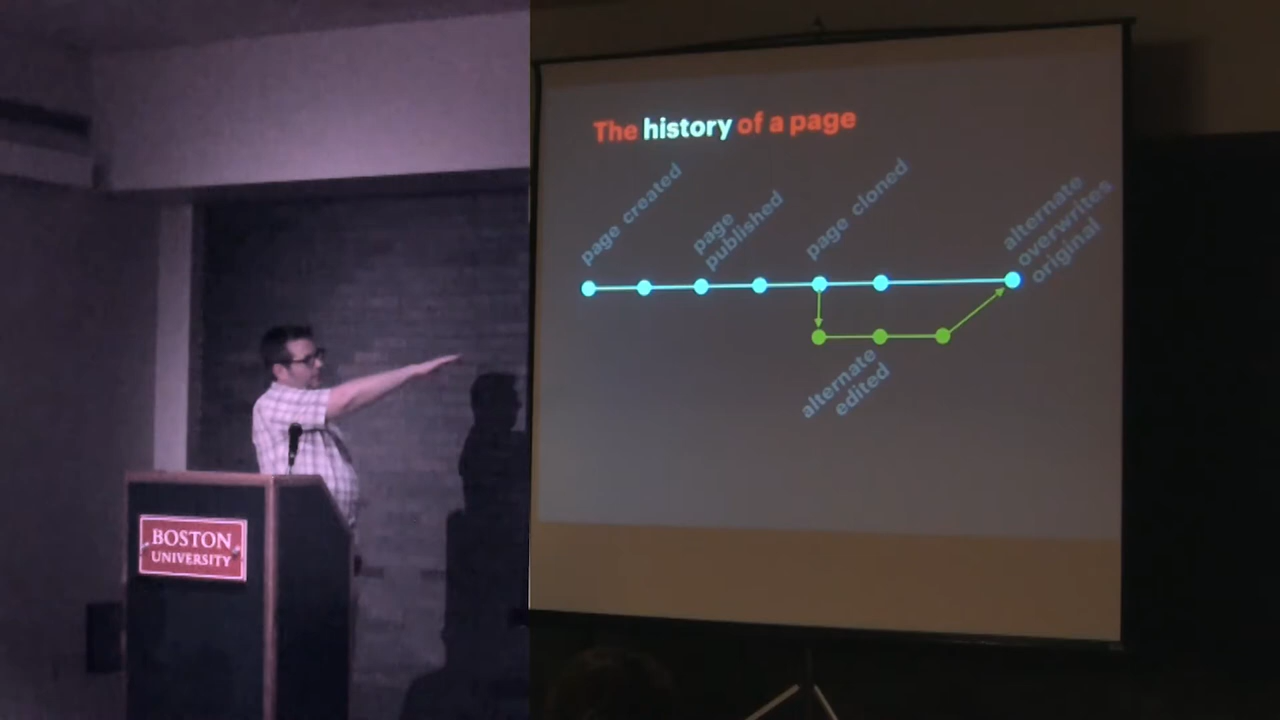 The history of a page
page created
page
published
page cloned
alternate
overwrites
original
alternate
edited
BOSTON
UNIVERSITY